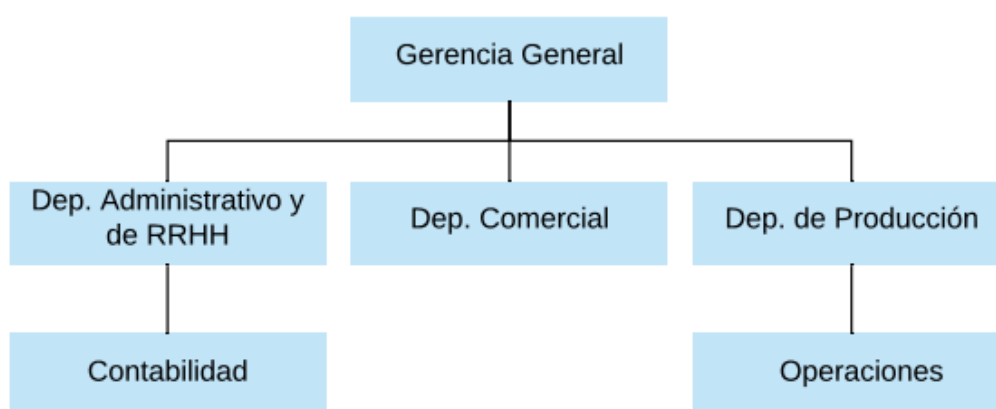 Gerencia General
Dep. Administrativo y
de RRHH
Dep. Comercial
Dep. de Producción
Contabilidad
Operaciones